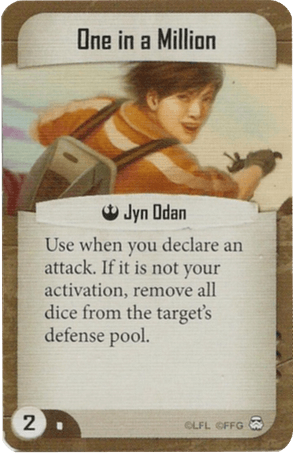 One in a Million
Jyn Odan
Use when you declare an
attack. If it is not your
activation, remove all
dice from the target's
defense pool.
2
©LFL ©FFG